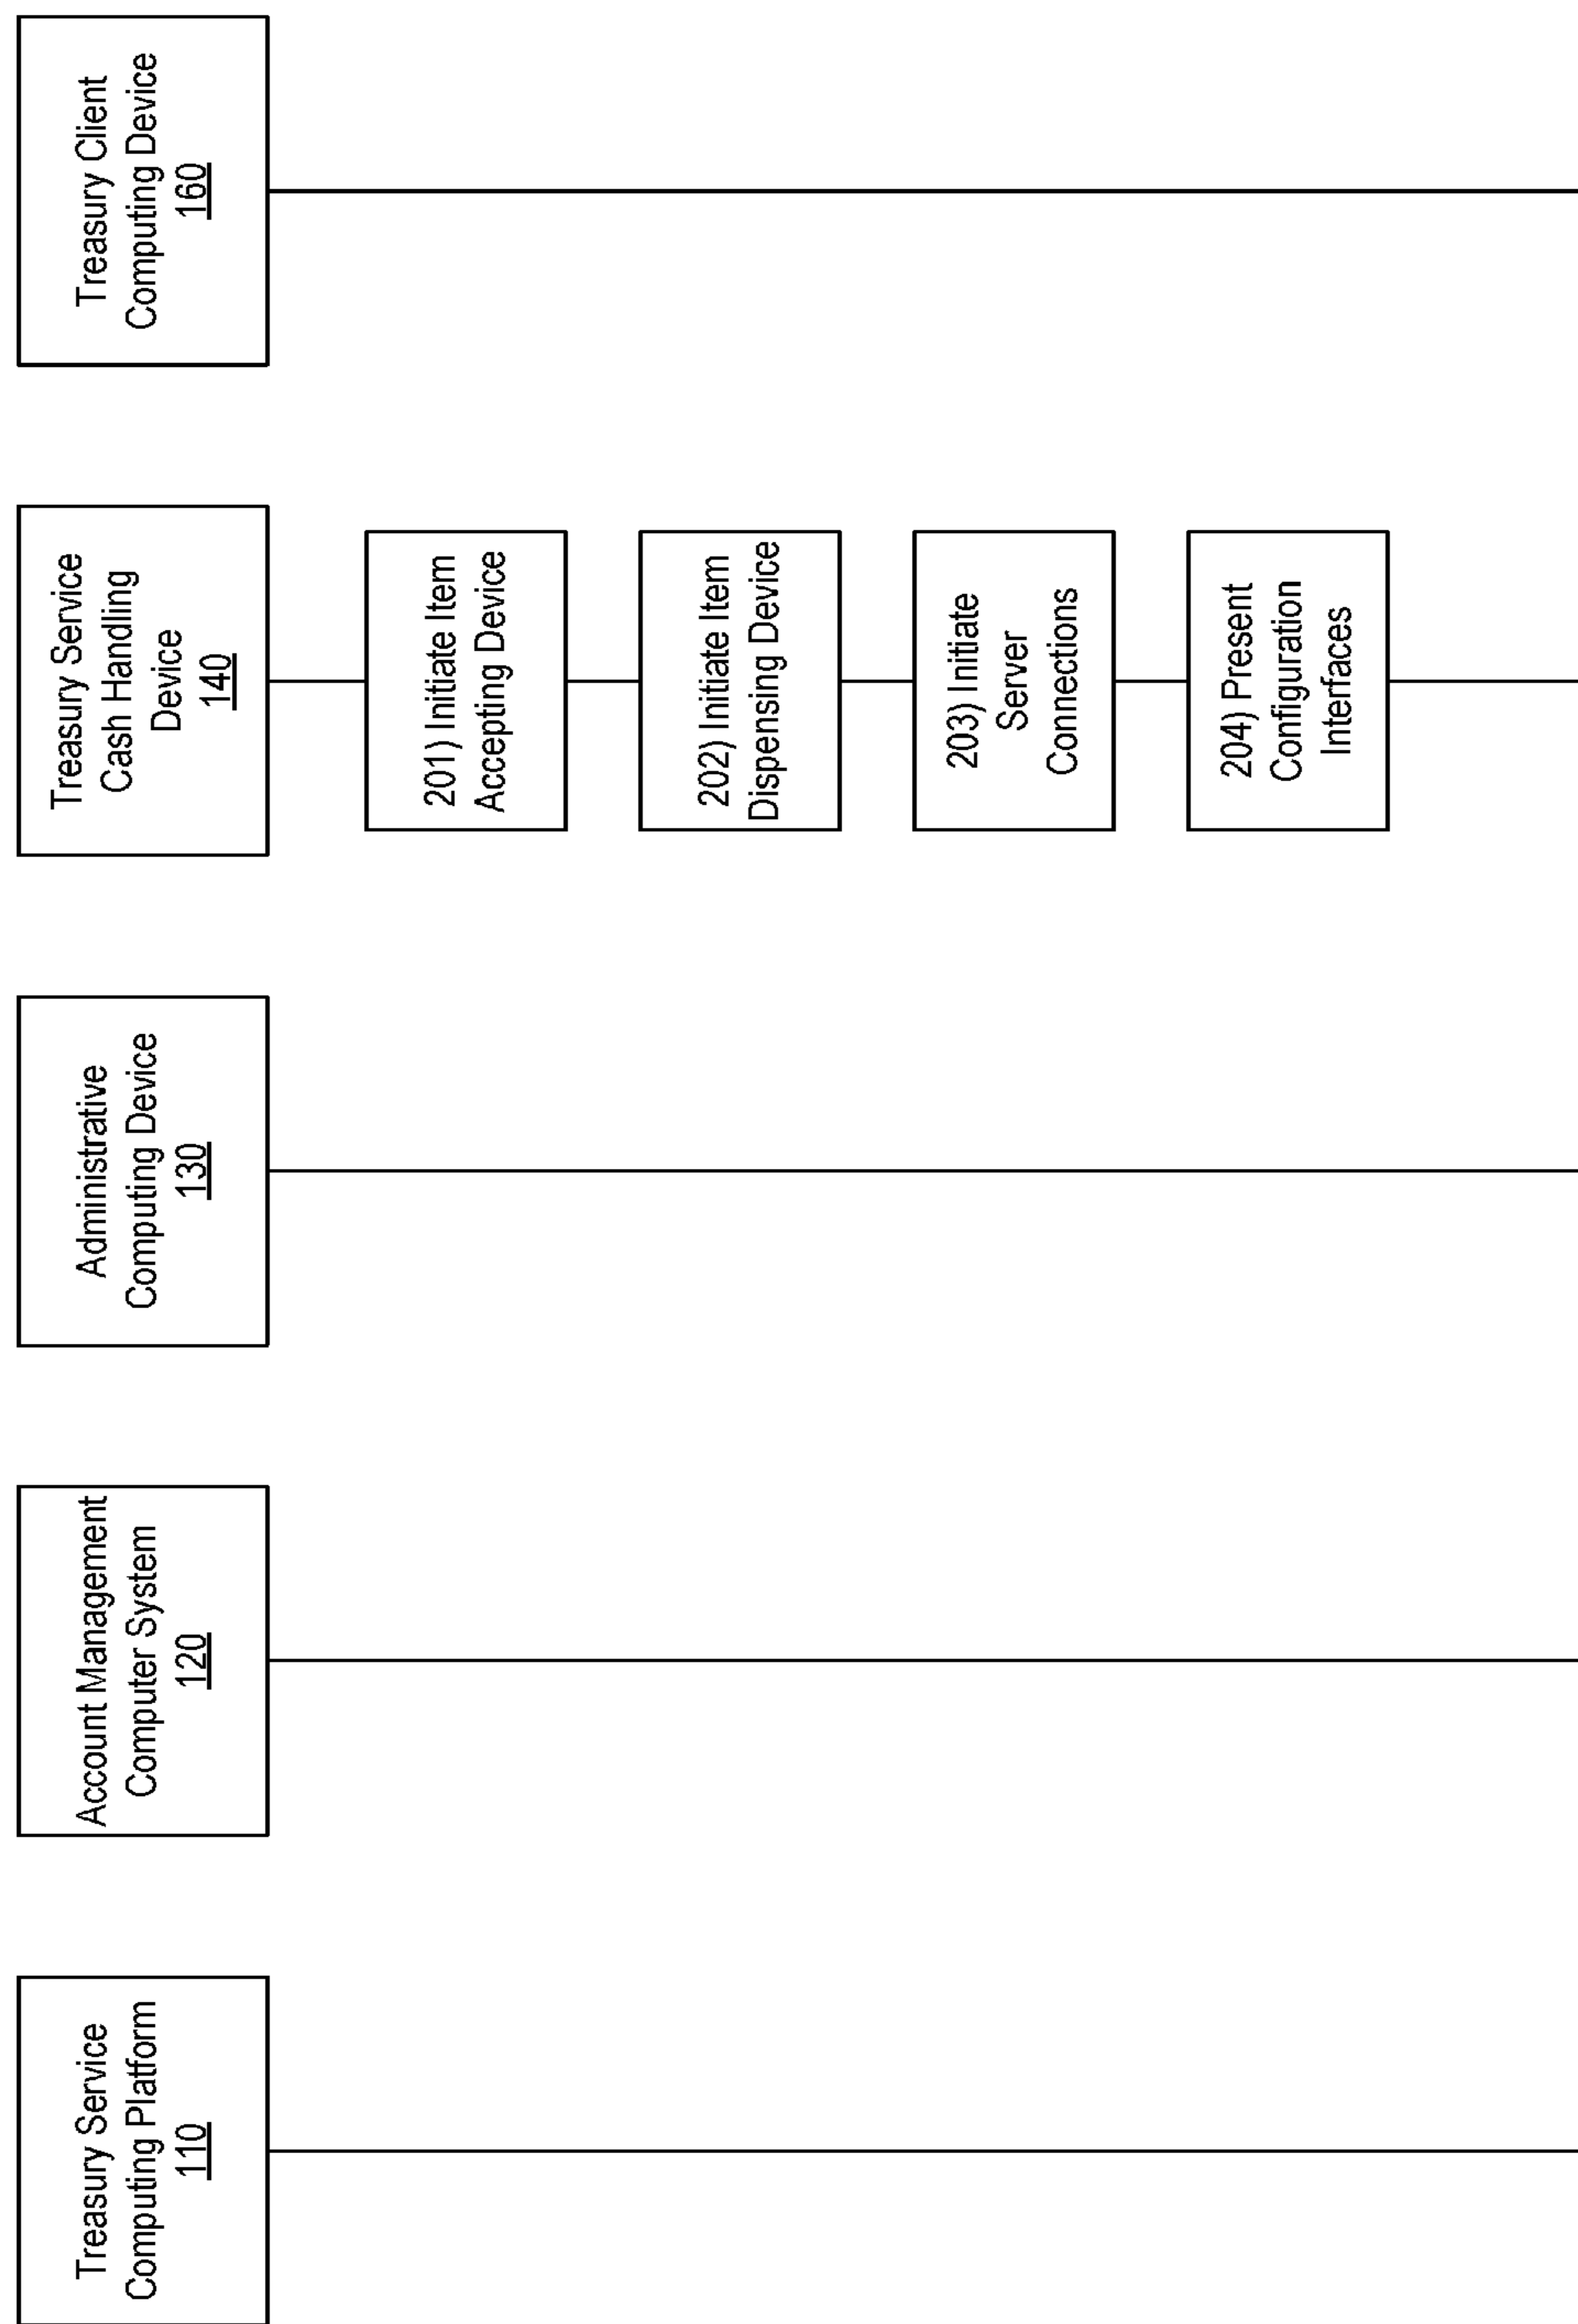 Treasury Service
Computing Platform
110
Account Management
Computer System
120
Administrative
Computing Device
130
Treasury Service
Cash Handling
Device
140
Treasury Client
Computing Device
160
201) Initiate Item
Accepting Device
202) Initiate Item
Dispensing Device
203) Initiate
Server
Connections
204) Present
Configuration
Interfaces